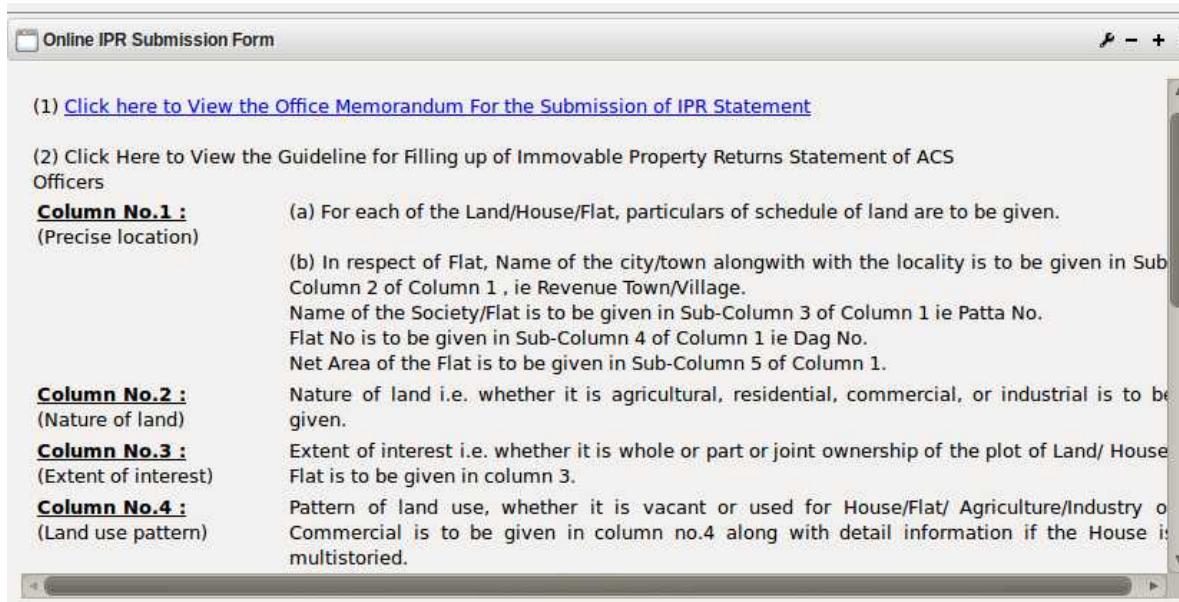 Online IPR Submission Form
(1) Click here to View the Office Memorandum For the Submission of IPR Statement
(2) Click Here to View the Guideline for Filling up of Immovable Property Returns Statement of ACS
Officers
Column No.1 :
(Precise location)
(a) For each of the Land/House/Flat, particulars of schedule of land are to be given.
(b) In respect of Flat, Name of the city/town alongwith with the locality is to be given in Sub
Column 2 of Column 1 , ie Revenue Town/Village.
Name of the Society/Flat is to be given in Sub-Column 3 of Column 1 ie Patta No.
Flat No is to be given in Sub-Column 4 of Column 1 ie Dag No.
Net Area of the Flat is to be given in Sub-Column 5 of Column 1.
Column No.2 :
(Nature of land)
Nature of land i.e. whether it is agricultural, residential, commercial, or industrial is to be
given.
Column No.3 :
(Extent of interest)
Extent of interest i.e. whether it is whole or part or joint ownership of the plot of Land/ House
Flat is to be given in column 3.
Column No.4 :
(Land use pattern)
Pattern of land use, whether it is vacant or used for House/Flat/ Agriculture/Industry o
Commercial is to be given in column no.4 along with detail information if the House is
multistoried.